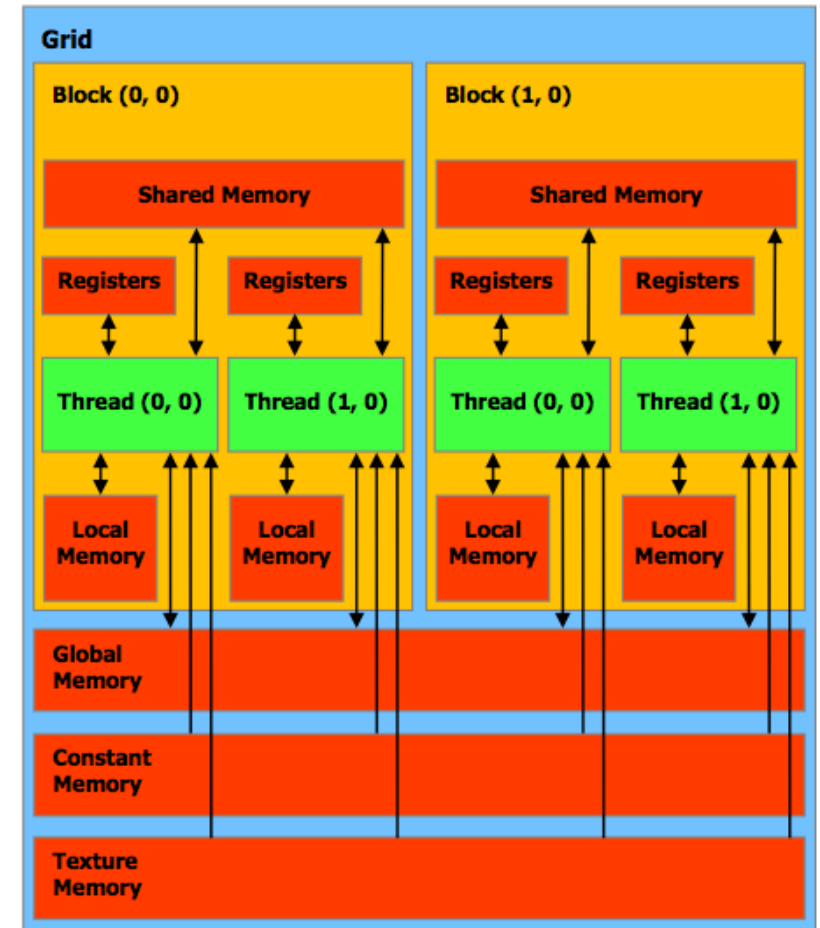 Grid
Block (0, 0)
Block (1, 0)
Shared Memory
Shared Memory
Registers
Registers
Registers
Registers
Thread (0, 0)
Thread (1, 0)
Thread (0, 0)
Thread (1, 0)
Local
Memory
Local
Memory
Local
Memory
Local
Memory
Global
Memory
Constant
Memory
Texture
Memory